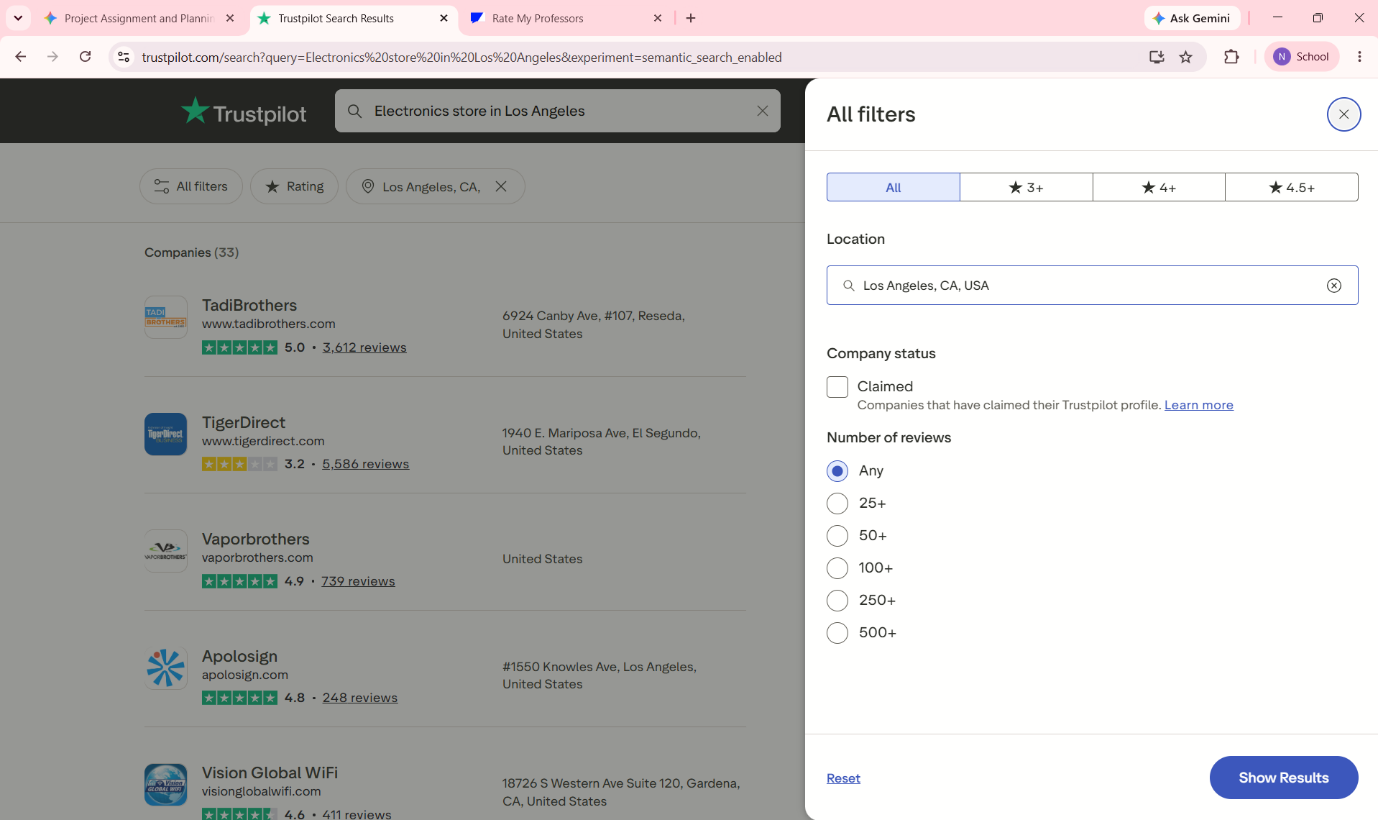 Project Assignment and Plannin
Trustpilot Search Results
Rate My Professors
Ask Gemini
trustpilot.com/search?query=Electronics%20store%20in%20Los%20Angeles&experiment=semantic_search_enabled
N School
Trustpilot
Electronics store in Los Angeles
All filters
Rating
Los Angeles, CA,
Companies (33)
TadiBrothers
www.tadibrothers.com
5.0 · 3,612 reviews
6924 Canby Ave, #107, Reseda,
United States
TADI
BROTHERS
TigerDirect
www.tigerdirect.com
3.2 · 5,586 reviews
1940 E. Mariposa Ave, El Segundo,
United States
TigerDirect
Vaporbrothers
vaporbrothers.com
4.9 · 739 reviews
United States
VAPORBROTHERS
Apolosign
apolosign.com
4.8 · 248 reviews
#1550 Knowles Ave, Los Angeles,
United States
Vision Global WiFi
visionglobalwifi.com
4.6 · 411 reviews
18726 S Western Ave Suite 120, Gardena,
CA, United States
GLOBAL WIFI
All filters
All
3+
4+
4.5+
Location
Los Angeles, CA, USA
Company status
Claimed
Companies that have claimed their Trustpilot profile. Learn more
Number of reviews
Any
25+
50+
100+
250+
500+
Reset
Show Results